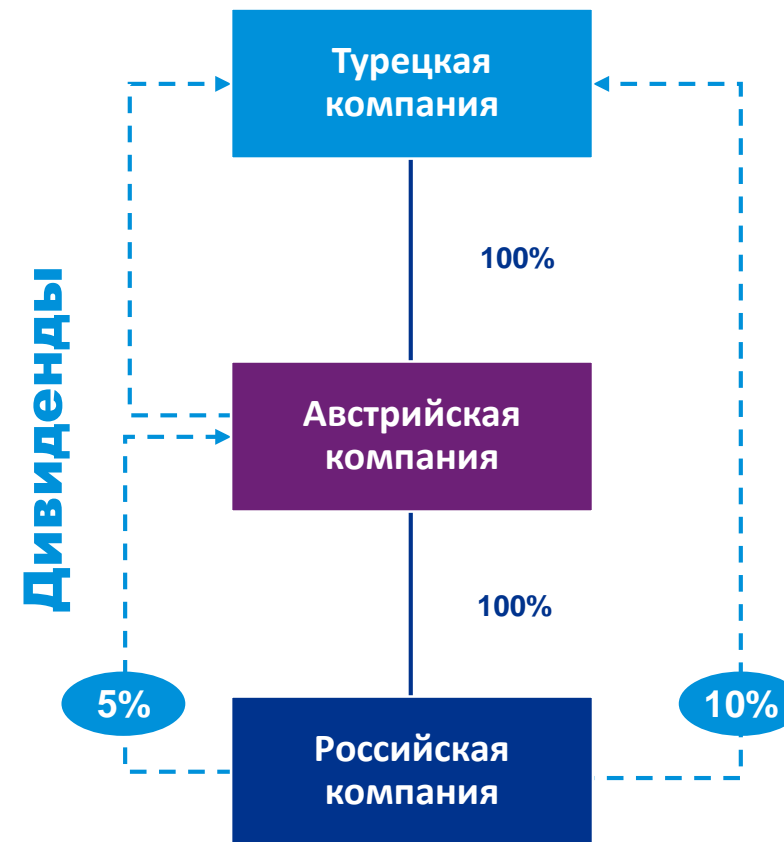 Турецкая
компания
100%
Дивиденды
Австрийская
компания
100%
5%
10%
Российская
компания